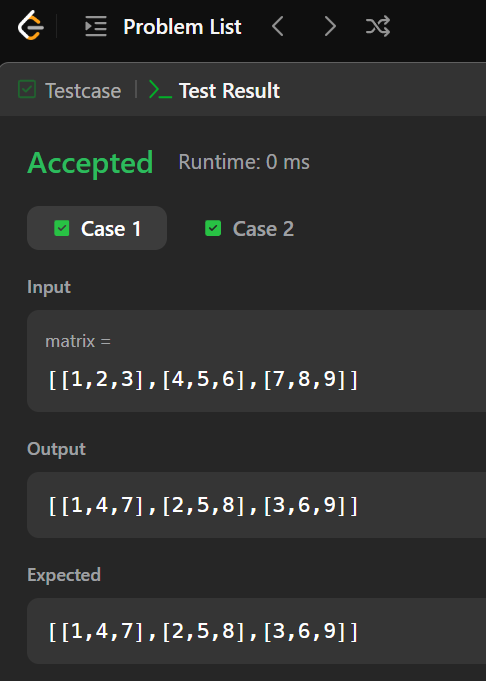 Problem List
Testcase Test Result
Accepted Runtime: 0 ms
Case 1 Case 2
Input
matrix =
[[1,2,3],[4,5,6],[7,8,9]]
Output
[[1,4,7],[2,5,8],[3,6,9]]
Expected
[[1,4,7],[2,5,8],[3,6,9]]